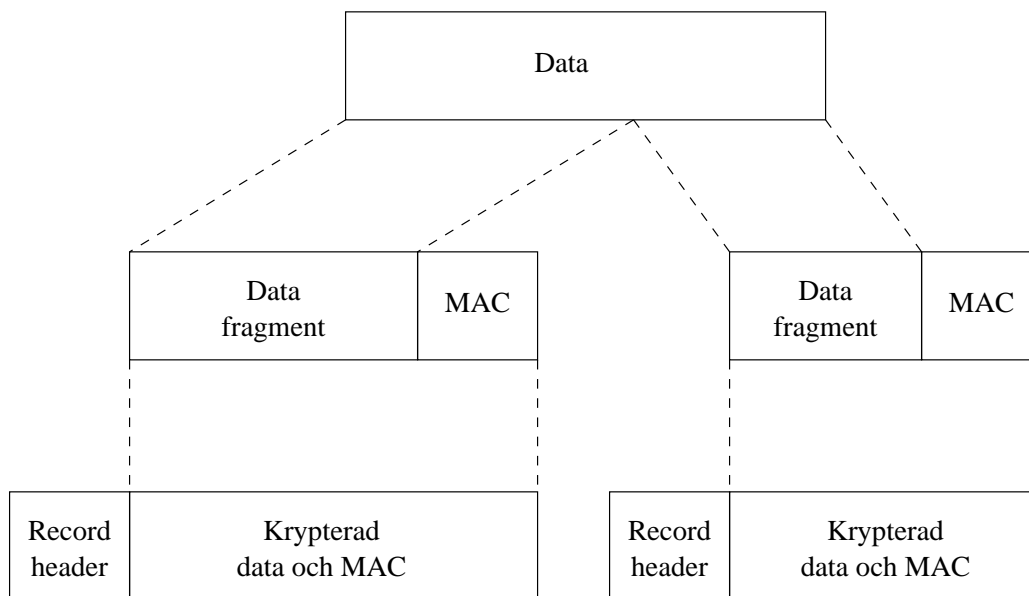 Data
Data
fragment
MAC
Data
fragment
MAC
Record
header
Krypterad
data och MAC
Record
header
Krypterad
data och MAC